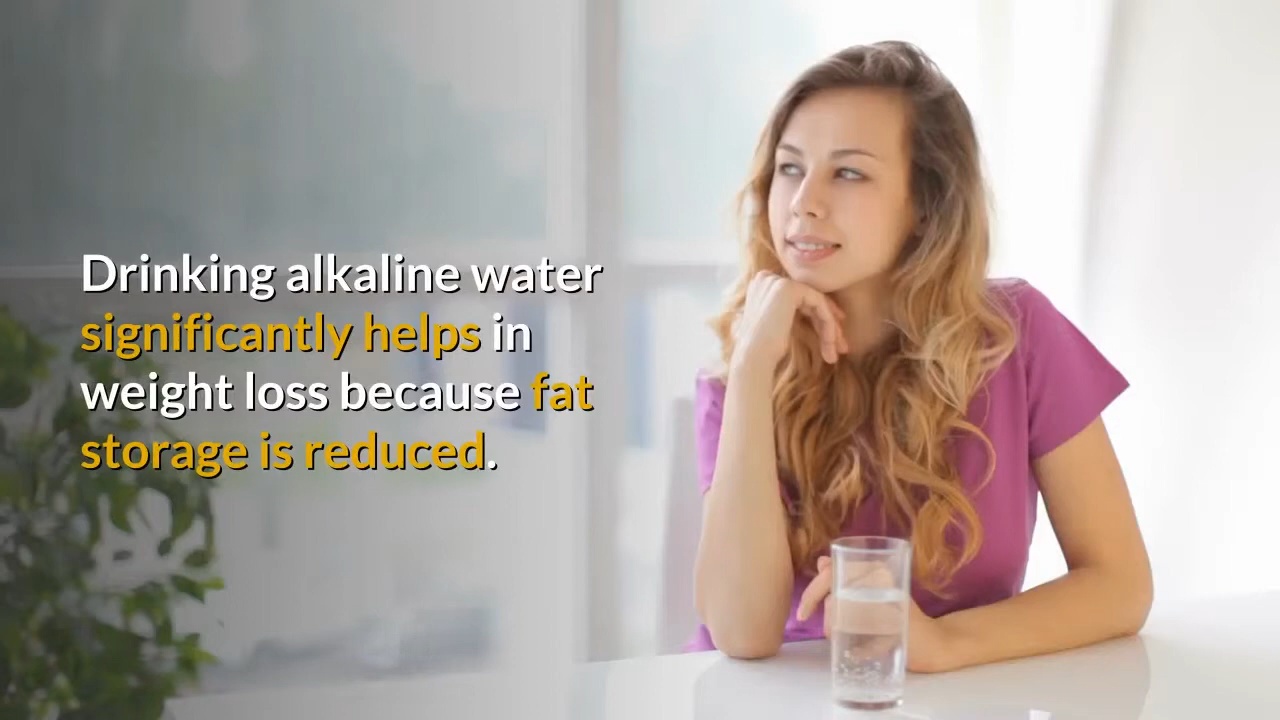 Drinking alkaline water
significantly helps in
weight loss because fat
storage is reduced.